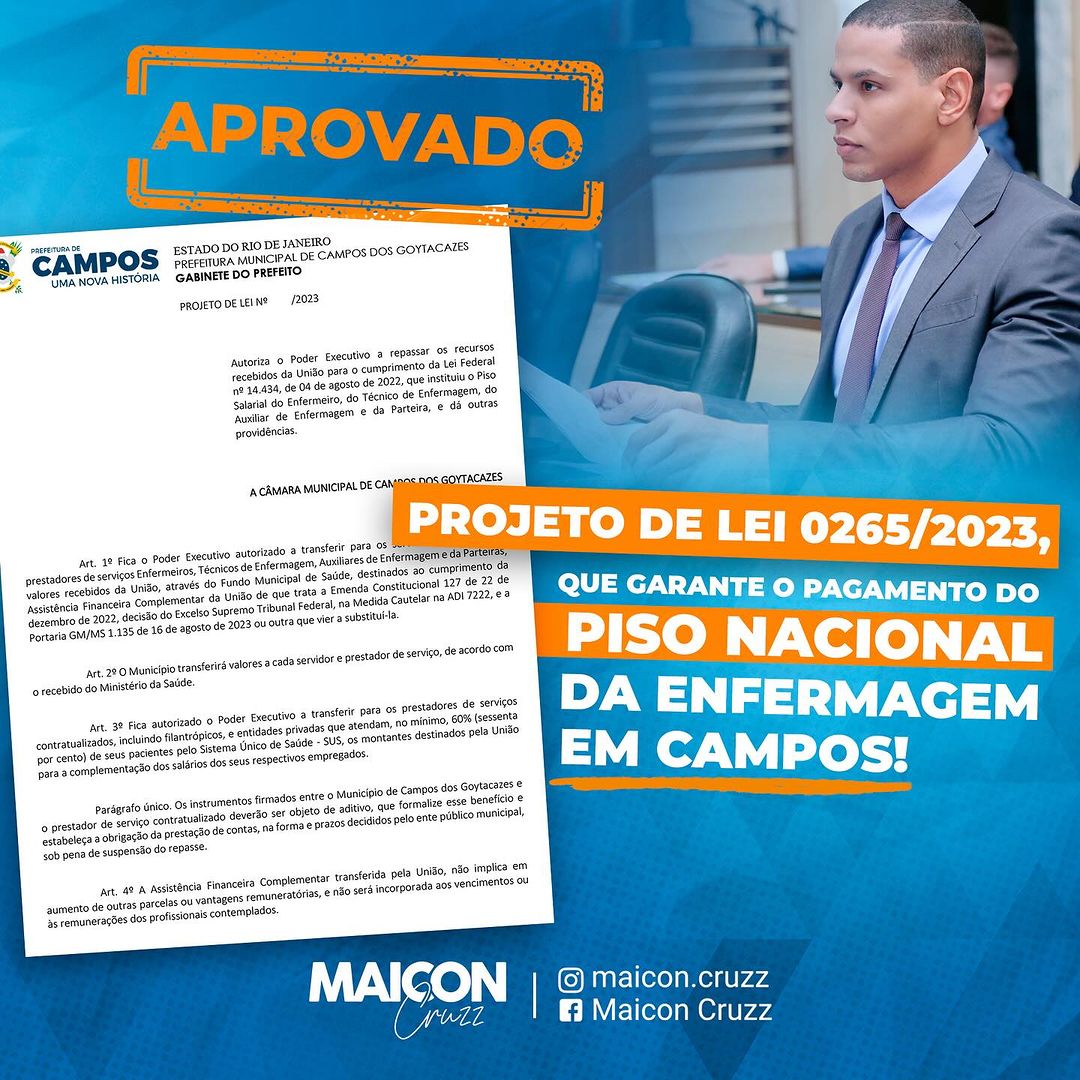 APROVADO
PREFEITURA DE
CAMPOS
UMA NOVA HISTÓRIA
ESTADO DO RIO DE JANEIRO
PREFEITURA MUNICIPAL DE CAMPOS DOS GOYTACAZES
GABINETE DO PREFEITO
PROJETO DE LEI Nº /2023
Autoriza o Poder Executivo a repassar os recursos
recebidos da União para o cumprimento da Lei Federal
nº 14.434, de 04 de agosto de 2022, que instituiu o Piso
Salarial do Enfermeiro, do Técnico de Enfermagem, do
Auxiliar de Enfermagem e da Parteira, e dá outras
providências.
A CÂMARA MUNICIPAL DE CAMPOS DOS GOYTACAZES
Art. 1º Fica o Poder Executivo autorizado a transferir para os
prestadores de serviços Enfermeiros, Técnicos de Enfermagem, Auxiliares de Enfermagem e da Parteiras,
valores recebidos da União, através do Fundo Municipal de Saúde, destinados ao cumprimento da
Assistência Financeira Complementar da União de que trata a Emenda Constitucional 127 de 22 de
dezembro de 2022, decisão do Excelso Supremo Tribunal Federal, na Medida Cautelar na ADI 7222, e a
Portaria GM/MS 1.135 de 16 de agosto de 2023 ou outra que vier a substituí-la.
Art. 2º O Município transferirá valores a cada servidor e prestador de serviço, de acordo com
o recebido do Ministério da Saúde.
Art. 3º Fica autorizado o Poder Executivo a transferir para os prestadores de serviços
contratualizados, incluindo filantrópicos, e entidades privadas que atendam, no mínimo, 60% (sessenta
por cento) de seus pacientes pelo Sistema Único de Saúde - SUS, os montantes destinados pela União
para a complementação dos salários dos seus respectivos empregados.
Parágrafo único. Os instrumentos firmados entre o Município de Campos dos Goytacazes e
o prestador de serviço contratualizado deverão ser objeto de aditivo, que formalize esse benefício e
estabeleça a obrigação da prestação de contas, na forma e prazos decididos pelo ente público municipal,
sob pena de suspensão do repasse.
Art. 4º A Assistência Financeira Complementar transferida pela União, não implica em
aumento de outras parcelas ou vantagens remuneratórias, e não será incorporada aos vencimentos ou
às remunerações dos profissionais contemplados.
PROJETO DE LEI 0265/2023,
QUE GARANTE O PAGAMENTO DO
PISO NACIONAL
DA ENFERMAGEM
EM CAMPOS!
MAICON
Cruzz
maicon.cruzz
Maicon Cruzz